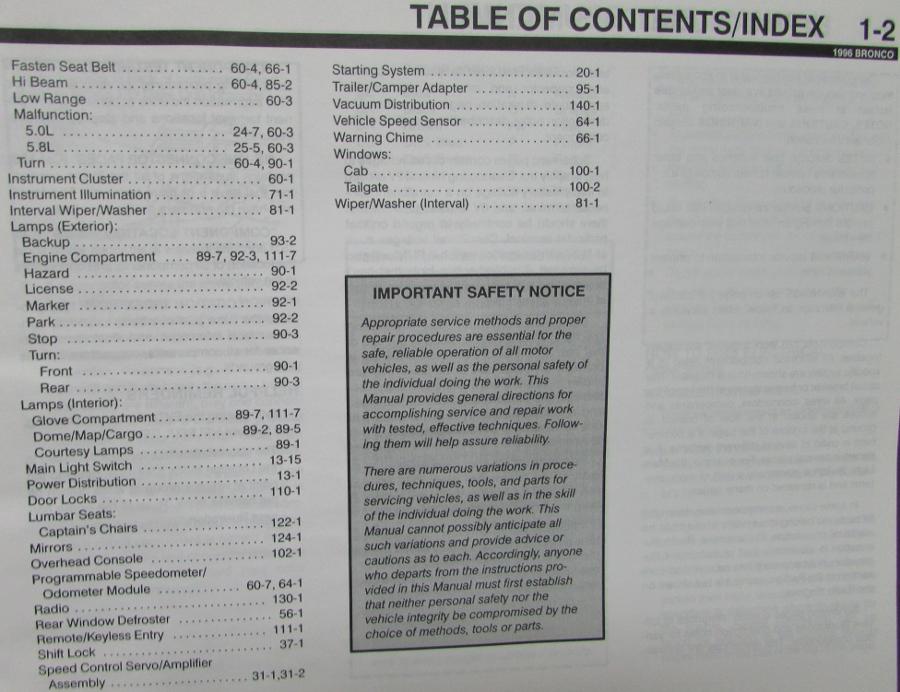 TABLE OF CONTENTS/INDEX 1-2
1996 BRONCO
Fasten Seat Belt . . . . . . . . . . . . . . . 60-4, 66-1
Hi Beam . . . . . . . . . . . . . . . . . . . . . . 60-4, 85-2
Low Range . . . . . . . . . . . . . . . . . . . . . . . . 60-3
Malfunction:
5.0L . . . . . . . . . . . . . . . . . . . . . . . . 24-7, 60-3
5.8L . . . . . . . . . . . . . . . . . . . . . . . . 25-5, 60-3
Turn . . . . . . . . . . . . . . . . . . . . . . . . . . 60-4, 90-1
Instrument Cluster . . . . . . . . . . . . . . . . . . . . 60-1
Instrument Illumination . . . . . . . . . . . . . . . . 71-1
Interval Wiper/Washer . . . . . . . . . . . . . . . 81-1
Lamps (Exterior):
Backup . . . . . . . . . . . . . . . . . . . . . . . . . . . 93-2
Engine Compartment . . . . 89-7, 92-3, 111-7
Hazard . . . . . . . . . . . . . . . . . . . . . . . . . . . 90-1
License . . . . . . . . . . . . . . . . . . . . . . . . . . . 92-2
Marker . . . . . . . . . . . . . . . . . . . . . . . . . . . 92-1
Park . . . . . . . . . . . . . . . . . . . . . . . . . . . . . . 92-2
Stop . . . . . . . . . . . . . . . . . . . . . . . . . . . . . 90-3
Turn:
Front . . . . . . . . . . . . . . . . . . . . . . . . . . . . 90-1
Rear . . . . . . . . . . . . . . . . . . . . . . . . . . . . 90-3
Lamps (Interior):
Glove Compartment . . . . . . . . . . . 89-7, 111-7
Dome/Map/Cargo . . . . . . . . . . . . . 89-2, 89-5
Courtesy Lamps . . . . . . . . . . . . . . . . . . . 89-1
Main Light Switch . . . . . . . . . . . . . . . . . . 13-15
Power Distribution . . . . . . . . . . . . . . . . . . . 13-1
Door Locks . . . . . . . . . . . . . . . . . . . . . . . . 110-1
Lumbar Seats:
Captain's Chairs . . . . . . . . . . . . . . . . . . 122-1
Mirrors . . . . . . . . . . . . . . . . . . . . . . . . . . . . 124-1
Overhead Console . . . . . . . . . . . . . . . . . . 102-1
Programmable Speedometer/
Odometer Module . . . . . . . . . . . . 60-7, 64-1
Radio . . . . . . . . . . . . . . . . . . . . . . . . . . . . . 130-1
Rear Window Defroster . . . . . . . . . . . . . . . . 56-1
Remote/Keyless Entry . . . . . . . . . . . . . . 111-1
Shift Lock . . . . . . . . . . . . . . . . . . . . . . . . . . 37-1
Speed Control Servo/Amplifier
Assembly . . . . . . . . . . . . . . . . . . . . . 31-1,31-2
Starting System . . . . . . . . . . . . . . . . . . . . . 20-1
Trailer/Camper Adapter . . . . . . . . . . . . . . 95-1
Vacuum Distribution . . . . . . . . . . . . . . . . . 140-1
Vehicle Speed Sensor . . . . . . . . . . . . . . . 64-1
Warning Chime . . . . . . . . . . . . . . . . . . . . . 66-1
Windows:
Cab . . . . . . . . . . . . . . . . . . . . . . . . . . . . 100-1
Tailgate . . . . . . . . . . . . . . . . . . . . . . . . . 100-2
Wiper/Washer (Interval) . . . . . . . . . . . . . . 81-1
IMPORTANT SAFETY NOTICE
Appropriate service methods and proper
repair procedures are essential for the
safe, reliable operation of all motor
vehicles, as well as the personal safety of
the individual doing the work. This
Manual provides general directions for
accomplishing service and repair work
with tested, effective techniques. Follow-
ing them will help assure reliability.
There are numerous variations in proce-
dures, techniques, tools, and parts for
servicing vehicles, as well as in the skill
of the individual doing the work. This
Manual cannot possibly anticipate all
such variations and provide advice or
cautions as to each. Accordingly, anyone
who departs from the instructions pro-
vided in this Manual must first establish
that neither personal safety nor the
vehicle integrity be compromised by the
choice of methods, tools or parts.